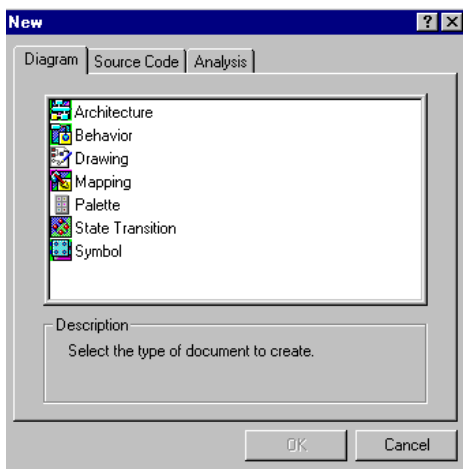 New
Diagram Source Code Analysis
Architecture
Behavior
Drawing
Mapping
Palette
State Transition
Symbol
Description
Select the type of document to create.
OK Cancel